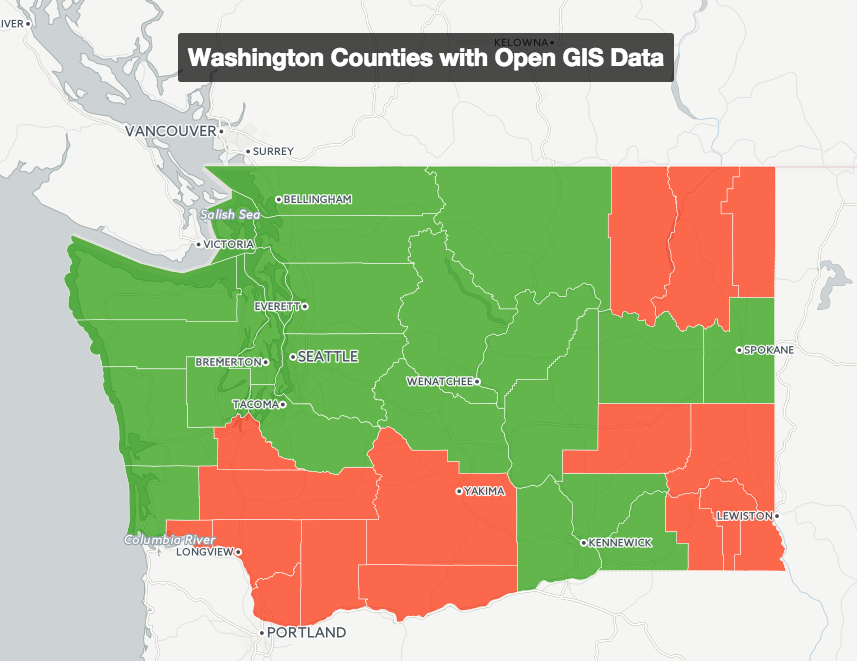 IVER
KELOWNA
Washington Counties with Open GIS Data
VANCOUVER
SURREY
BELLINGHAM
Salish Sea
VICTORIA
EVERETT
SEATTLE
SPOKANE
BREMERTON
WENATCHEE
TACOMA
YAKIMA
LEWISTON
Columbia River
KENNEWICK
LONGVIEW
PORTLAND